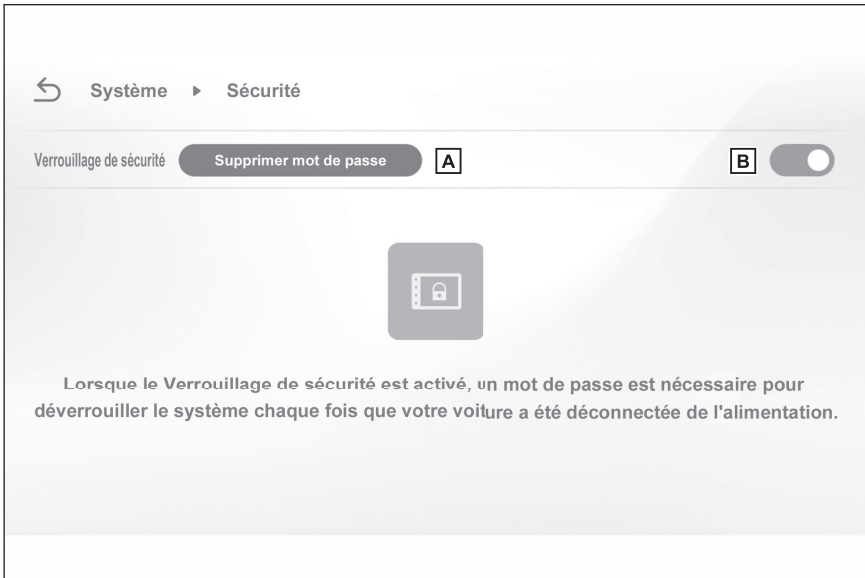 Système ▶ Sécurité
Verrouillage de sécurité Supprimer mot de passe A B
Lorsque le Verrouillage de sécurité est activé, un mot de passe est nécessaire pour
déverrouiller le système chaque fois que votre voiture a été déconnectée de l'alimentation.